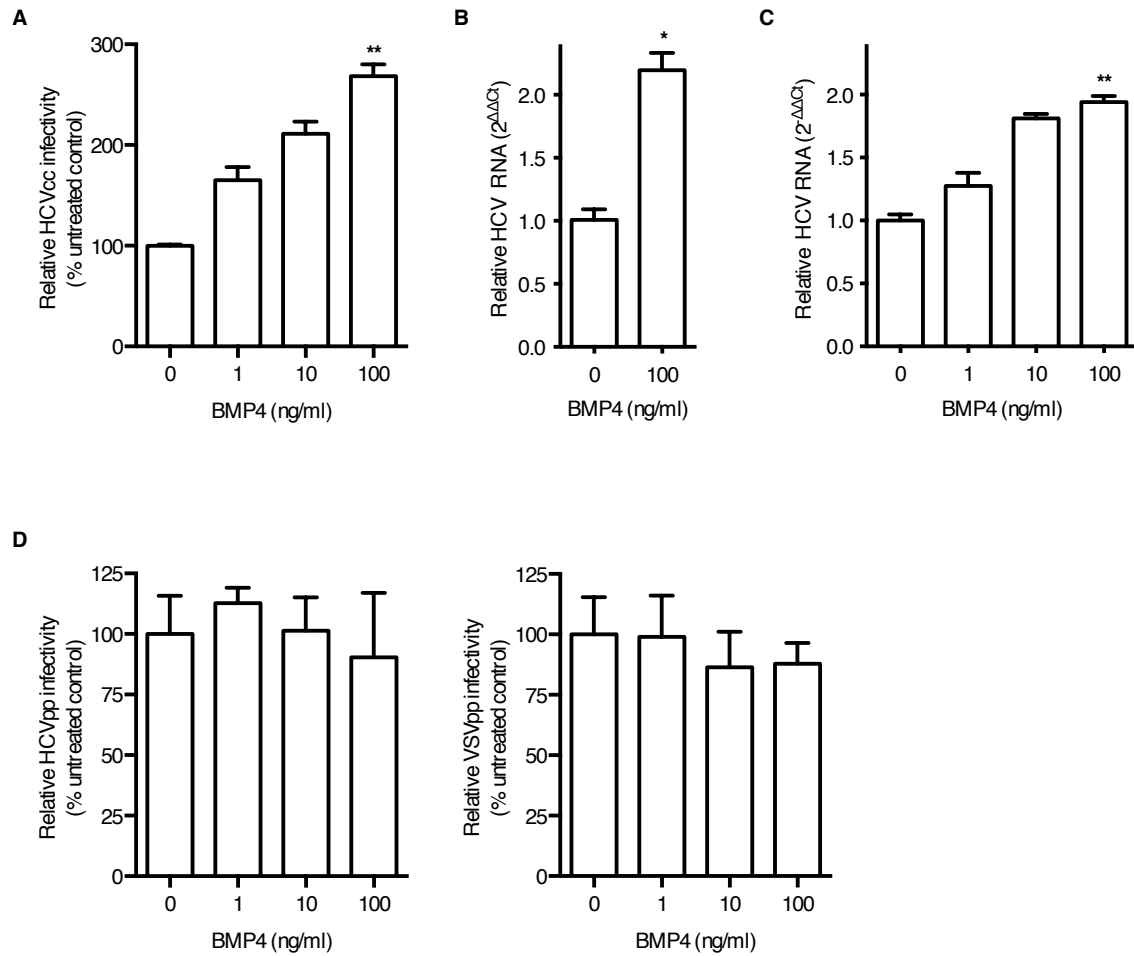 A
Relative HCVcc infectivity
(% untreated control)
300
200
100
0
**
0 1 10 100
BMP4 (ng/ml)
B
Relative HCV RNA (2^ΔΔCt)
2.0
1.5
1.0
0.5
0.0
*
0 100
BMP4 (ng/ml)
C
Relative HCV RNA (2^-ΔΔCt)
2.0
1.5
1.0
0.5
0.0
**
0 1 10 100
BMP4 (ng/ml)
D
Relative HCVpp infectivity
(% untreated control)
125
100
75
50
25
0
0 1 10 100
BMP4 (ng/ml)
Relative VSVpp infectivity
(% untreated control)
125
100
75
50
25
0
0 1 10 100
BMP4 (ng/ml)